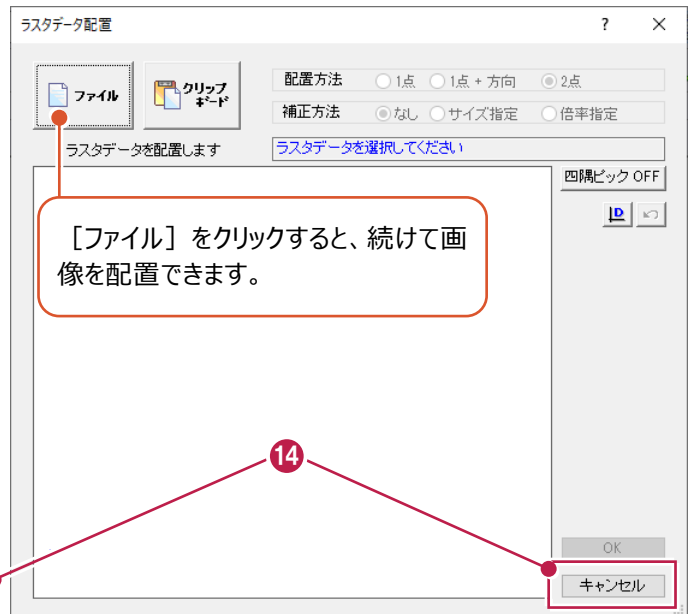 ラスタデータ配置
ファイル
クリップ
ボード
配置方法 1点 1点 + 方向 2点
補正方法 なし サイズ指定 倍率指定
ラスタデータを配置します
ラスタデータを選択してください
四隅ピック OFF
D
［ファイル］をクリックすると、続けて画
像を配置できます。
14
OK
キャンセル